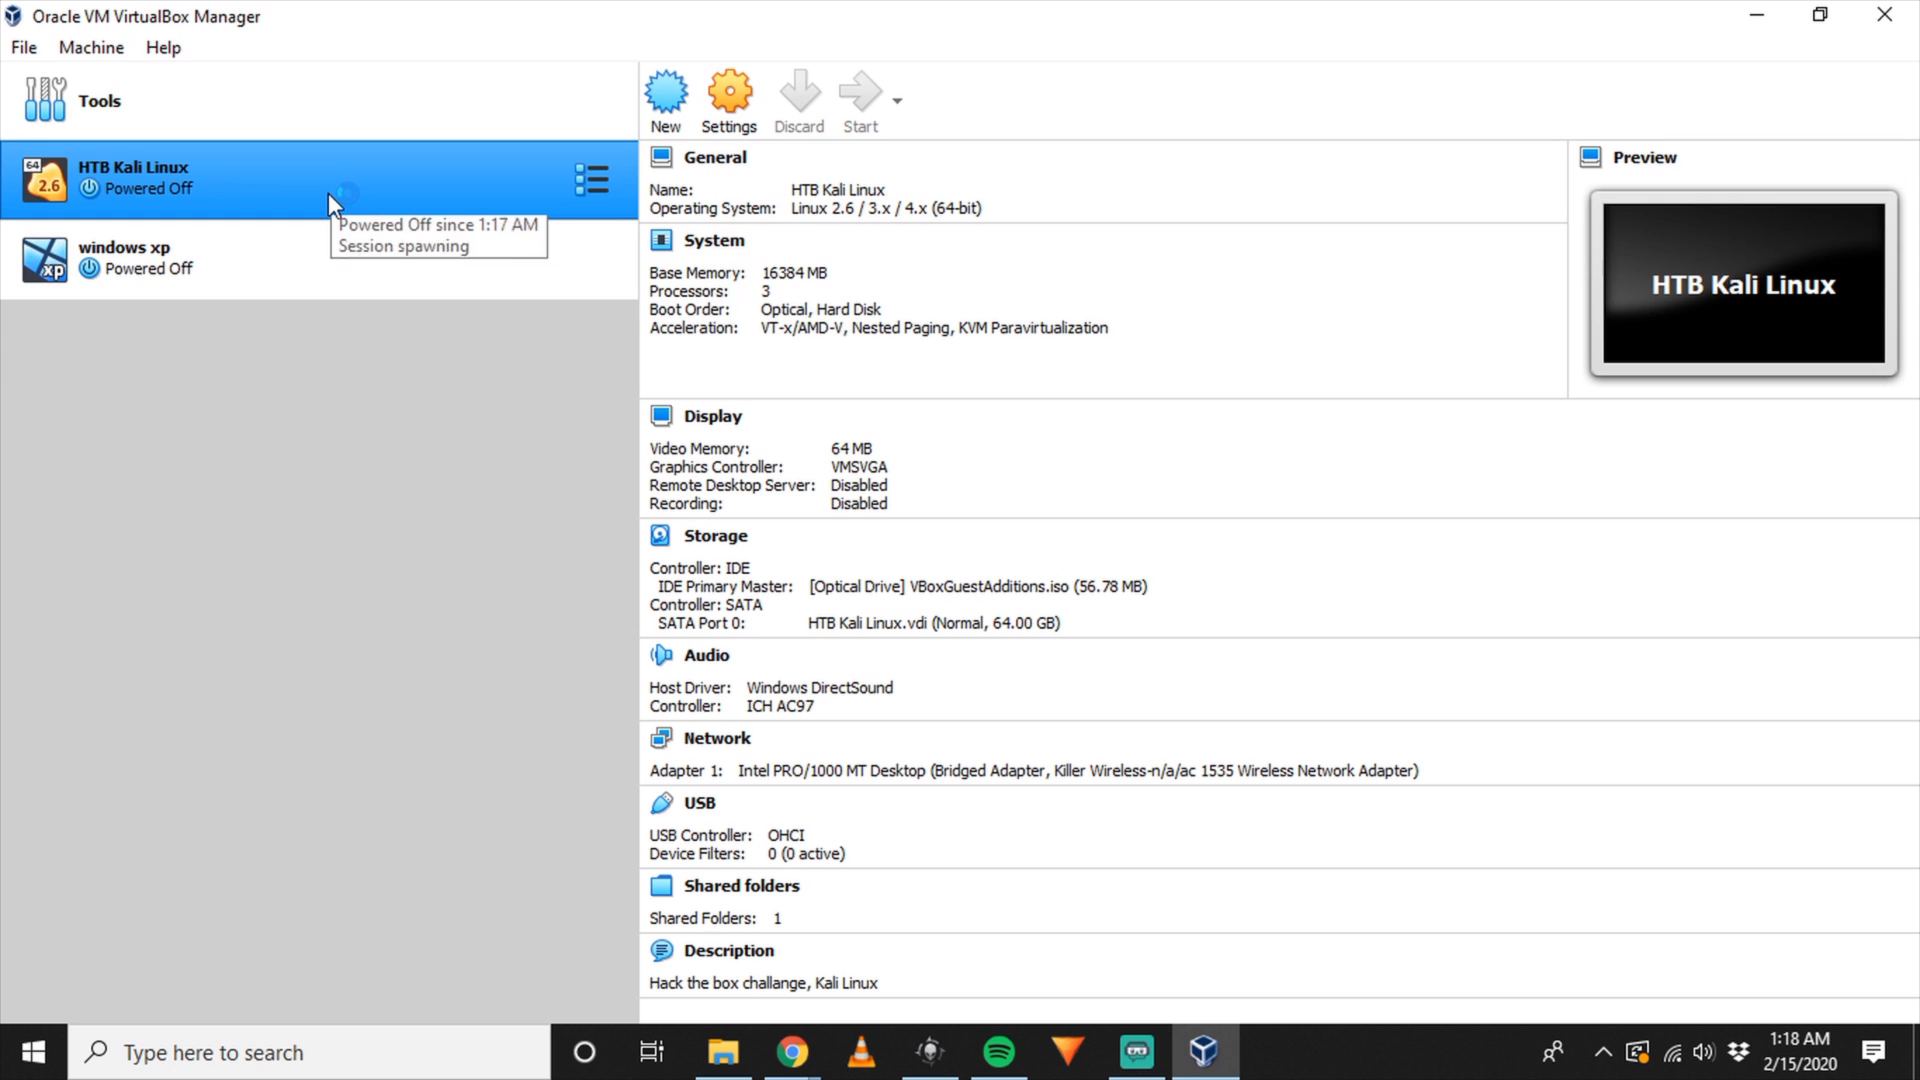 Oracle VM VirtualBox Manager
File Machine Help
Tools
New Settings Discard Start
64
2.6
HTB Kali Linux
Powered Off
Powered Off since 1:17 AM
Session spawning
xp
windows xp
Powered Off
General
Name: HTB Kali Linux
Operating System: Linux 2.6 / 3.x / 4.x (64-bit)
Preview
HTB Kali Linux
System
Base Memory: 16384 MB
Processors: 3
Boot Order: Optical, Hard Disk
Acceleration: VT-x/AMD-V, Nested Paging, KVM Paravirtualization
Display
Video Memory: 64 MB
Graphics Controller: VMSVGA
Remote Desktop Server: Disabled
Recording: Disabled
Storage
Controller: IDE
IDE Primary Master: [Optical Drive] VBoxGuestAdditions.iso (56.78 MB)
Controller: SATA
SATA Port 0: HTB Kali Linux.vdi (Normal, 64.00 GB)
Audio
Host Driver: Windows DirectSound
Controller: ICH AC97
Network
Adapter 1: Intel PRO/1000 MT Desktop (Bridged Adapter, Killer Wireless-n/a/ac 1535 Wireless Network Adapter)
USB
USB Controller: OHCI
Device Filters: 0 (0 active)
Shared folders
Shared Folders: 1
Description
Hack the box challange, Kali Linux
Type here to search
1:18 AM
2/15/2020